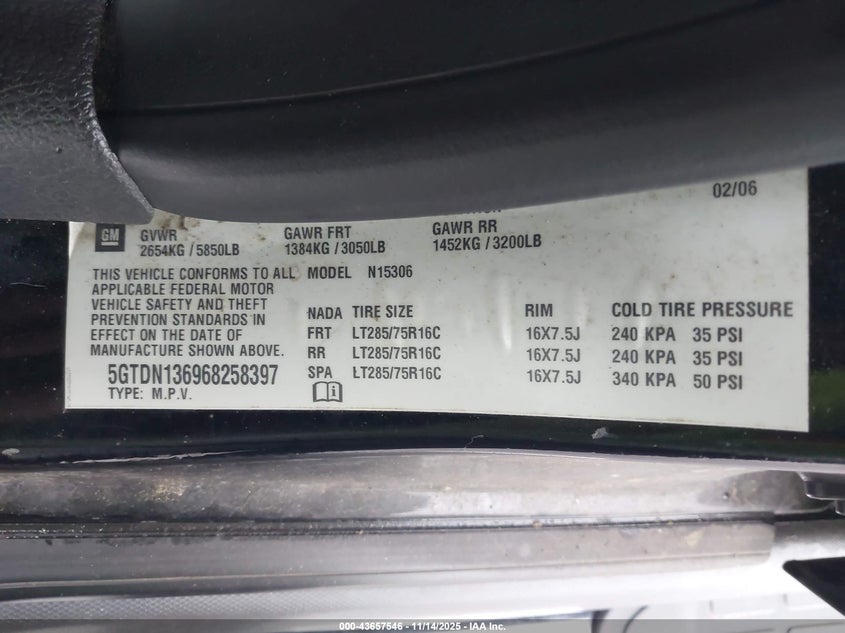 02/06
GM GVWR GAWR FRT GAWR RR
2654KG / 5850LB 1384KG / 3050LB 1452KG / 3200LB
THIS VEHICLE CONFORMS TO ALL
APPLICABLE FEDERAL MOTOR
VEHICLE SAFETY AND THEFT
PREVENTION STANDARDS IN
EFFECT ON THE DATE OF
MANUFACTURE SHOWN ABOVE.
5GTDN136968258397
TYPE: M.P.V.
MODEL N15306
NADA TIRE SIZE RIM COLD TIRE PRESSURE
FRT LT285/75R16C 16X7.5J 240 KPA 35 PSI
RR LT285/75R16C 16X7.5J 240 KPA 35 PSI
SPA LT285/75R16C 16X7.5J 340 KPA 50 PSI
000-43657546 - 11/14/2025 - IAA Inc.